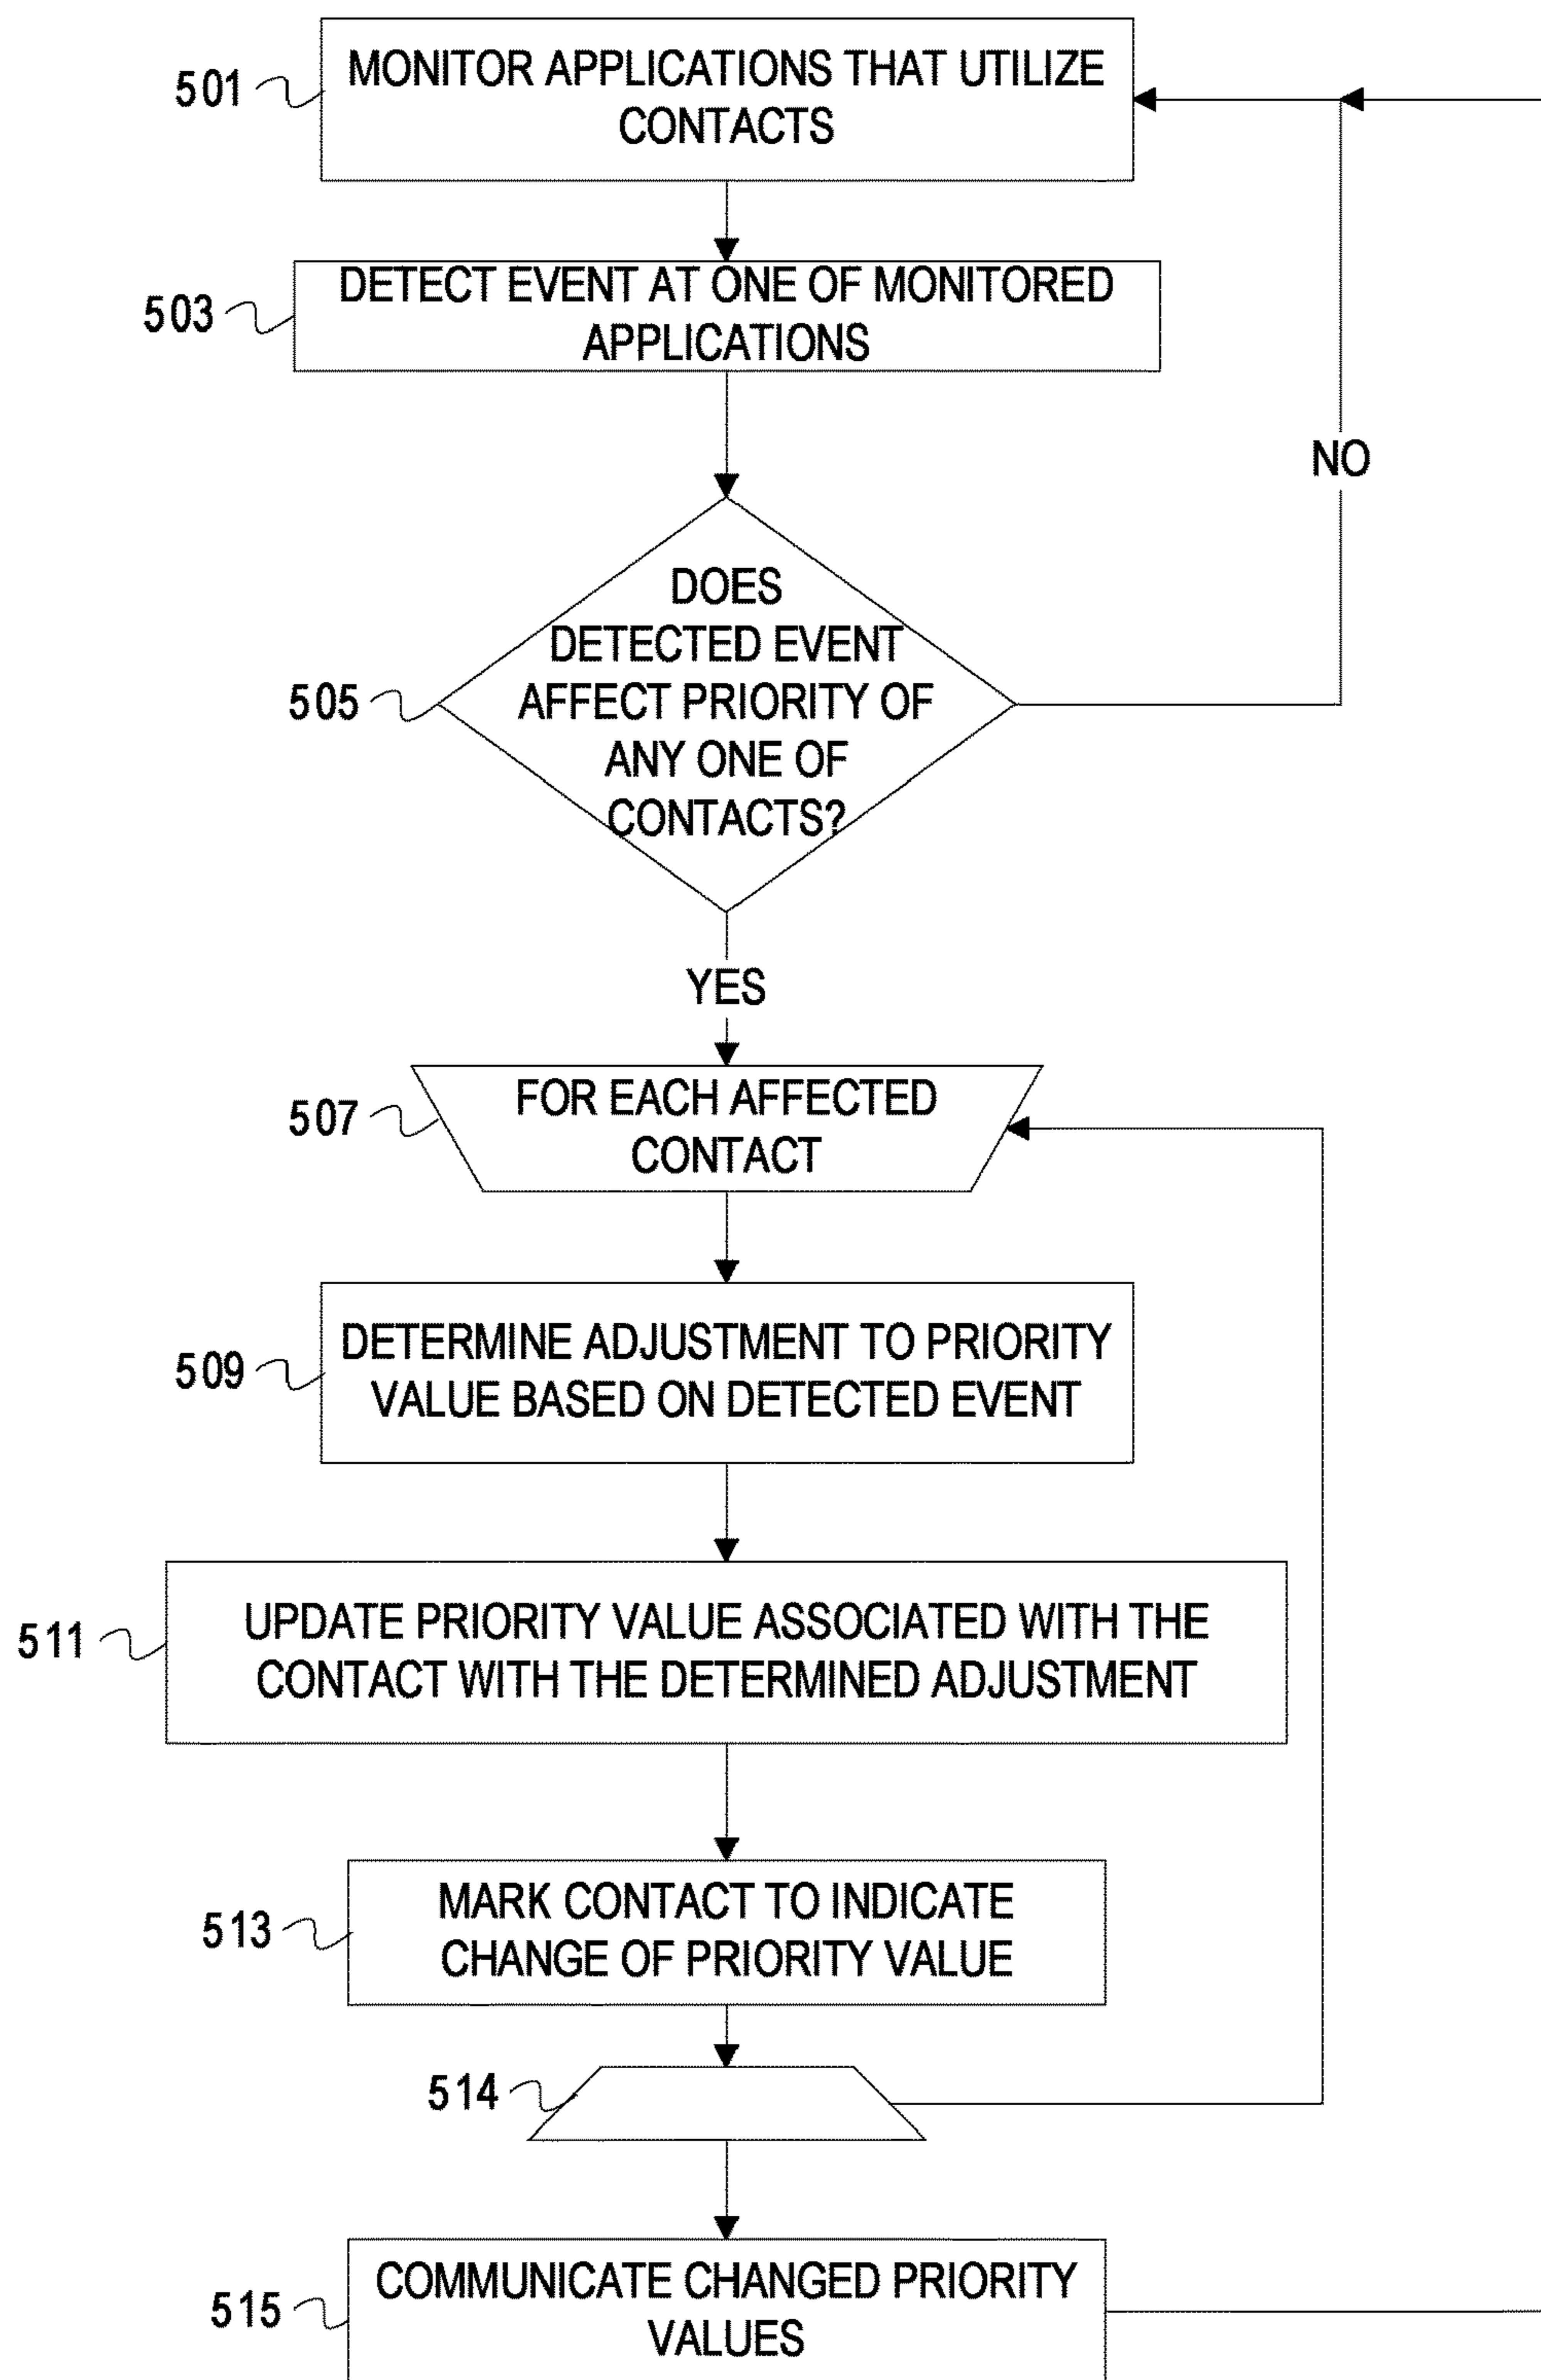 501
MONITOR APPLICATIONS THAT UTILIZE
CONTACTS
503
DETECT EVENT AT ONE OF MONITORED
APPLICATIONS
NO
505
DOES
DETECTED EVENT
AFFECT PRIORITY OF
ANY ONE OF
CONTACTS?
YES
507
FOR EACH AFFECTED
CONTACT
509
DETERMINE ADJUSTMENT TO PRIORITY
VALUE BASED ON DETECTED EVENT
511
UPDATE PRIORITY VALUE ASSOCIATED WITH THE
CONTACT WITH THE DETERMINED ADJUSTMENT
513
MARK CONTACT TO INDICATE
CHANGE OF PRIORITY VALUE
514
515
COMMUNICATE CHANGED PRIORITY
VALUES